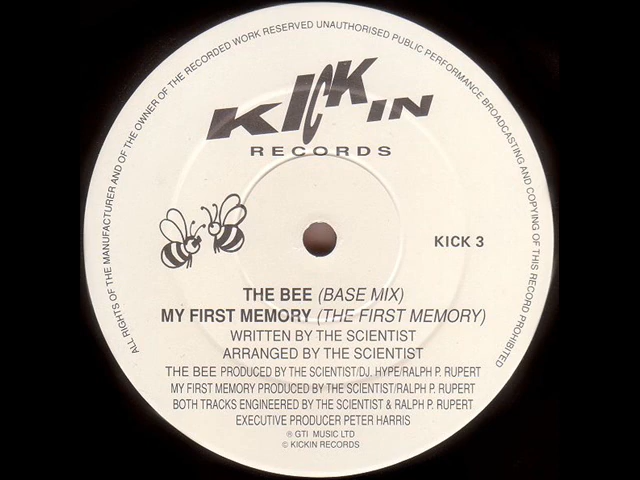 ALL RIGHTS OF THE MANUFACTURER AND OF THE OWNER OF THE RECORDED WORK RESERVED UNAUTHORISED PUBLIC PERFORMANCE BROADCASTING AND COPYING OF THIS RECORD PROHIBITED
KICKIN
RECORDS
KICK 3
THE BEE (BASE MIX)
MY FIRST MEMORY (THE FIRST MEMORY)
WRITTEN BY THE SCIENTIST
ARRANGED BY THE SCIENTIST
THE BEE PRODUCED BY THE SCIENTIST/DJ. HYPE/RALPH P. RUPERT
MY FIRST MEMORY PRODUCED BY THE SCIENTIST/RALPH P. RUPERT
BOTH TRACKS ENGINEERED BY THE SCIENTIST & RALPH P. RUPERT
EXECUTIVE PRODUCER PETER HARRIS
℗ GTI MUSIC LTD
© KICKIN RECORDS